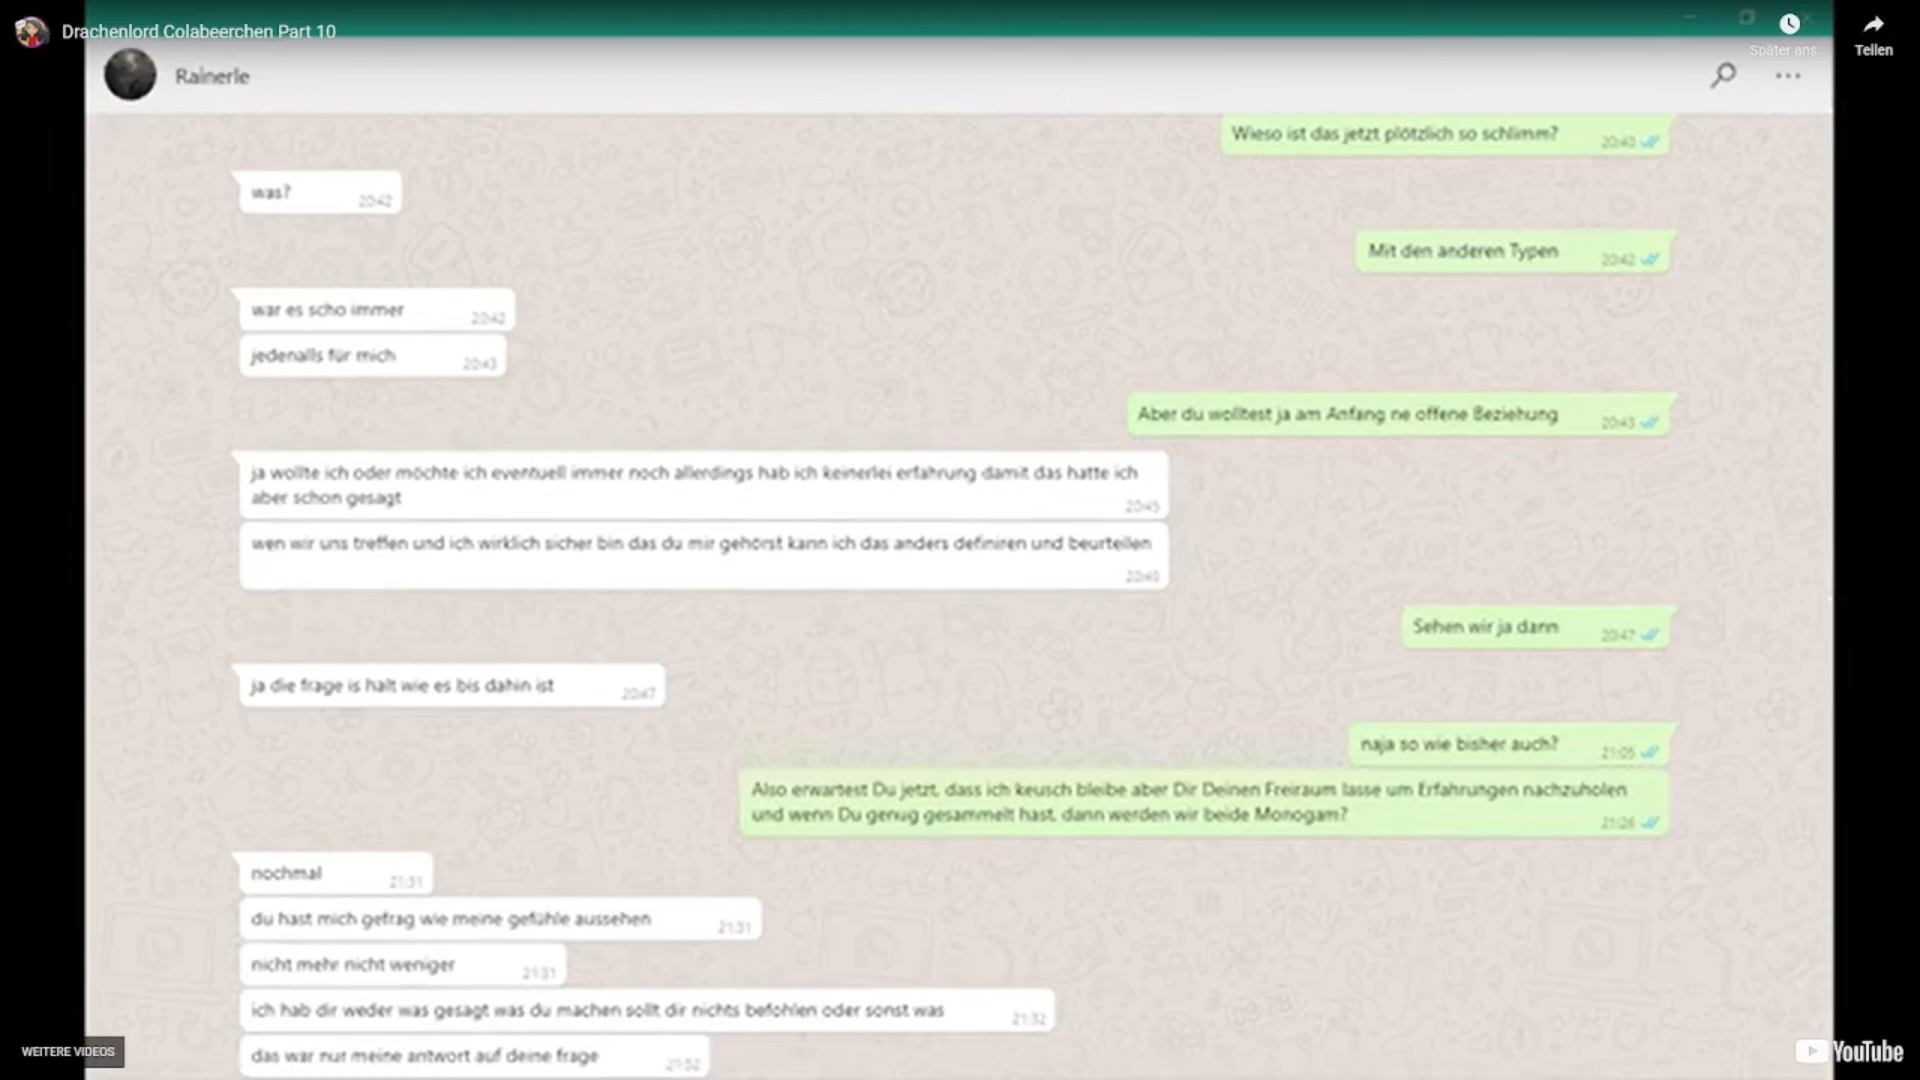 Drachenlord Colabeerchen Part 10
Später ans...
Teilen
Rainerle
Wieso ist das jetzt plötzlich so schlimm?
20:40
was?
20:42
Mit den anderen Typen
20:42
war es scho immer
20:42
jedenalls für mich
20:43
Aber du wolltest ja am Anfang ne offene Beziehung
20:43
ja wollte ich oder möchte ich eventuell immer noch allerdings hab ich keinerlei erfahrung damit das hatte ich
aber schon gesagt
20:45
wen wir uns treffen und ich wirklich sicher bin das du mir gehörst kann ich das anders definiren und beurteilen
Sehen wir ja dann
20:47
ja die frage is halt wie es bis dahin ist
20:47
naja so wie bisher auch?
21:05
Also erwartest Du jetzt, dass ich keusch bleibe aber Dir Deinen Freiraum lasse um Erfahrungen nachzuholen
und wenn Du genug gesammelt hast, dann werden wir beide Monogam?
21:26
nochmal
21:31
du hast mich gefrag wie meine gefühle aussehen
21:31
nicht mehr nicht weniger
21:31
ich hab dir weder was gesagt was du machen sollt dir nichts befohlen oder sonst was
21:32
das war nur meine antwort auf deine frage
21:32
WEITERE VIDEOS
YouTube